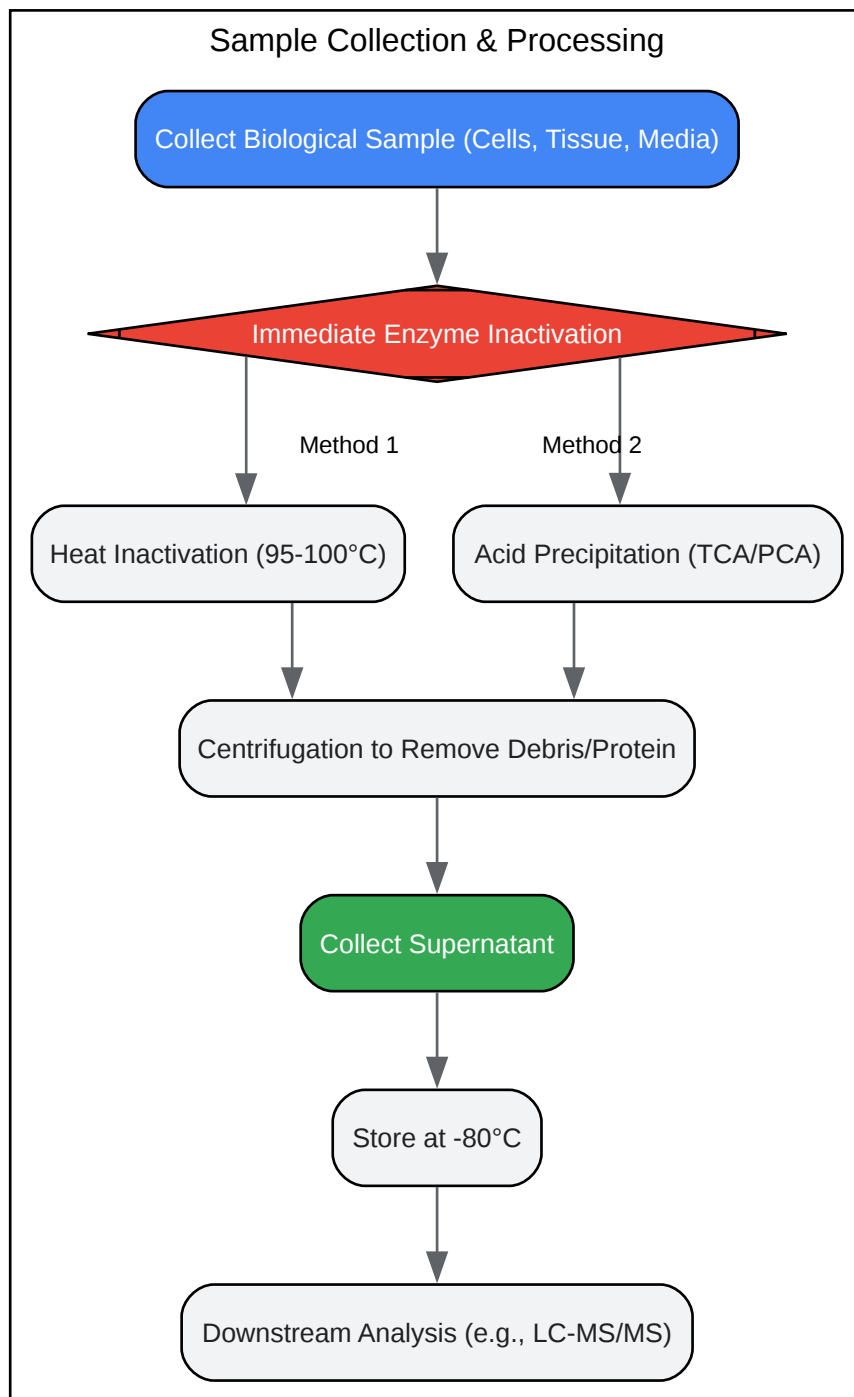 Sample Collection & Processing
Collect Biological Sample (Cells, Tissue, Media)
Immediate Enzyme Inactivation
Method 1
Method 2
Heat Inactivation (95-100°C)
Acid Precipitation (TCA/PCA)
Centrifugation to Remove Debris/Protein
Collect Supernatant
Store at -80°C
Downstream Analysis (e.g., LC-MS/MS)